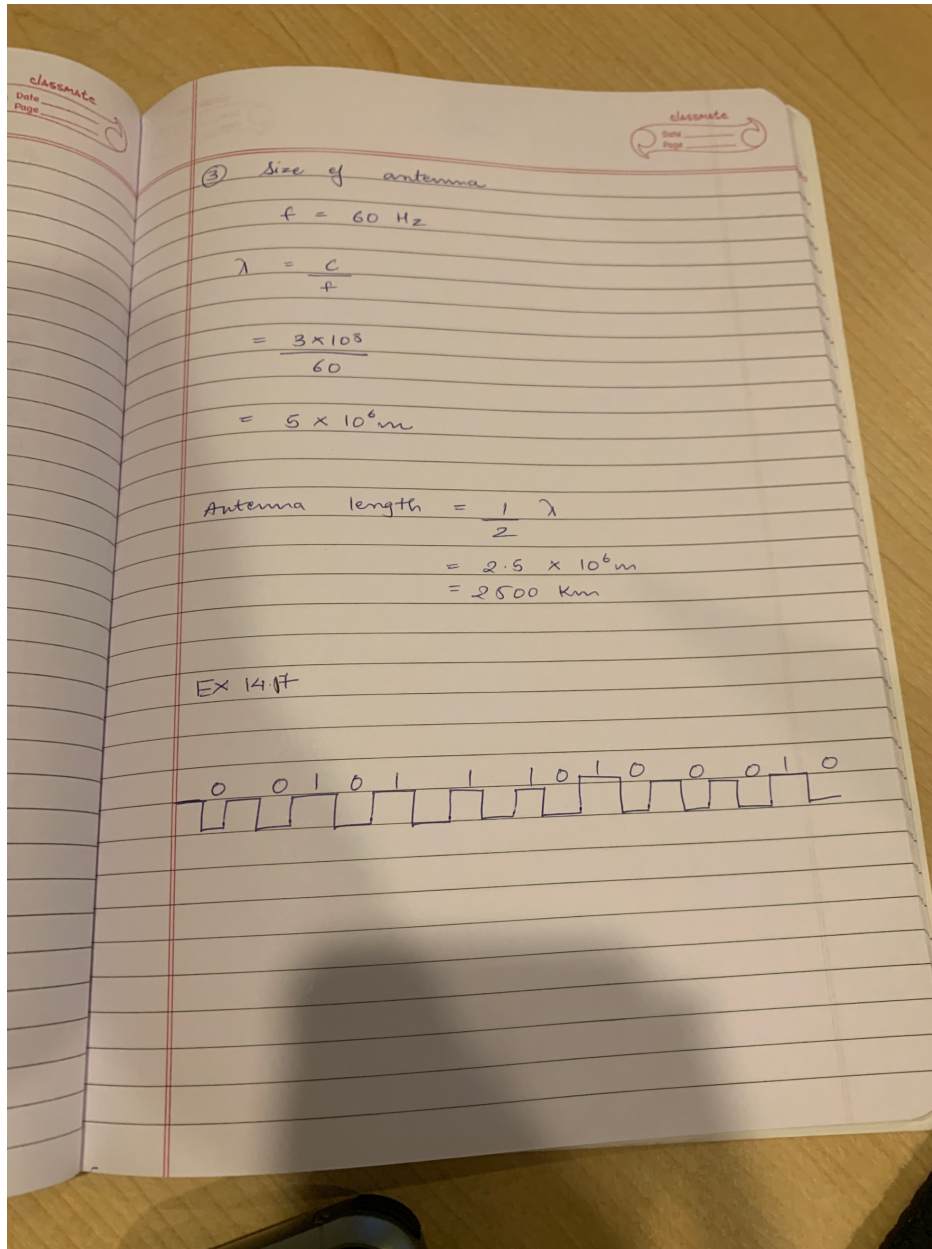 classmate
Date
Page
classmate
Date
Page
③ Size of antenna
f = 60 Hz
λ = c / f
= 3 × 10⁸ / 60
= 5 × 10⁶ m
Antenna length = 1/2 λ
= 2.5 × 10⁶ m
= 2500 Km
EX 14.17
0 0 1 0 1 1 1 0 1 0 0 0 1 0